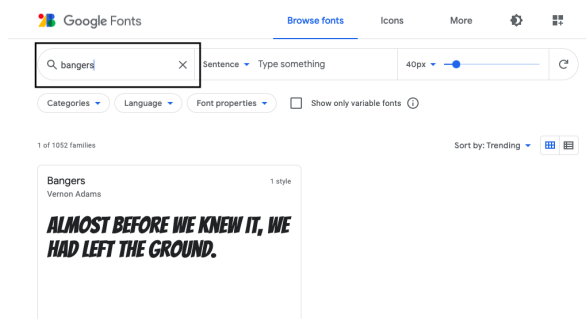 Google Fonts
Browse fonts
Icons
More
bangers
Sentence
Type something
40px
Categories
Language
Font properties
Show only variable fonts
1 of 1052 families
Sort by: Trending
Bangers
1 style
Vernon Adams
ALMOST BEFORE WE KNEW IT, WE
HAD LEFT THE GROUND.